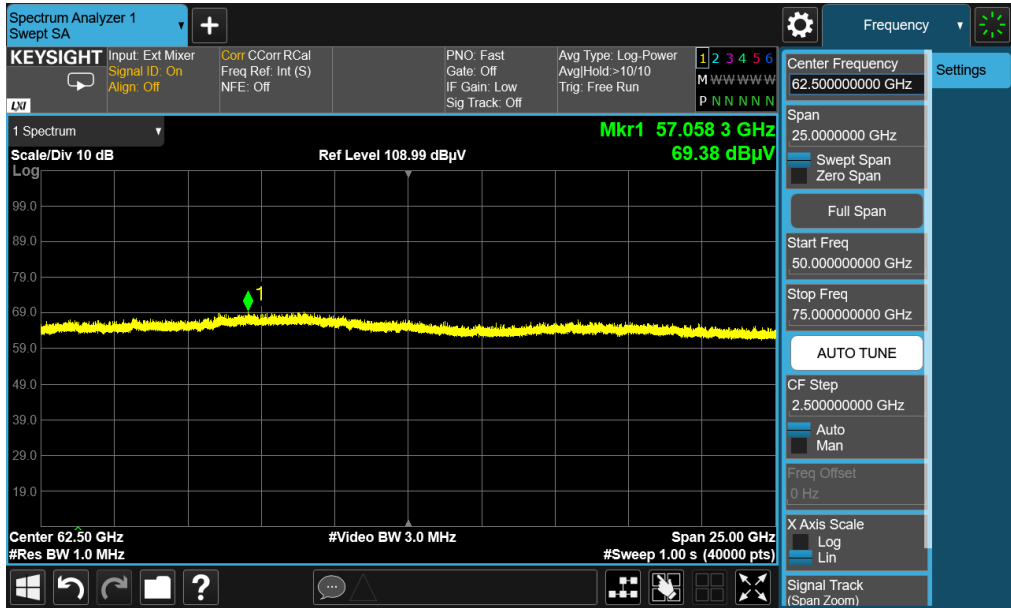 Spectrum Analyzer 1
Swept SA
+
Frequency
KEYSIGHT
LXI
Input: Ext Mixer
Signal ID: On
Align: Off
Corr CCorr RCal
Freq Ref: Int (S)
NFE: Off
PNO: Fast
Gate: Off
IF Gain: Low
Sig Track: Off
Avg Type: Log-Power
Avg|Hold:>10/10
Trig: Free Run
1 2 3 4 5 6
M W W W W W
P N N N N N
1 Spectrum
Mkr1 57.058 3 GHz
69.38 dBµV
Scale/Div 10 dB
Ref Level 108.99 dBµV
Log
99.0
89.0
79.0
69.0
59.0
49.0
39.0
29.0
19.0
1
Center 62.50 GHz
#Res BW 1.0 MHz
#Video BW 3.0 MHz
Span 25.00 GHz
#Sweep 1.00 s (40000 pts)
?
Center Frequency
62.500000000 GHz
Settings
Span
25.0000000 GHz
Swept Span
Zero Span
Full Span
Start Freq
50.000000000 GHz
Stop Freq
75.000000000 GHz
AUTO TUNE
CF Step
2.500000000 GHz
Auto
Man
Freq Offset
0 Hz
X Axis Scale
Log
Lin
Signal Track
(Span Zoom)